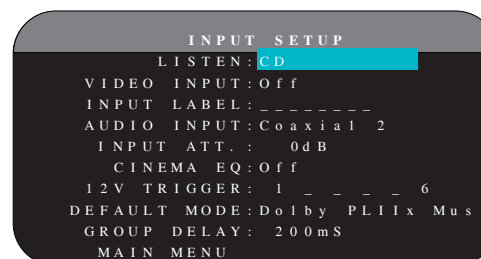 INPUT SETUP
LISTEN: CD
VIDEO INPUT: Off
INPUT LABEL: _ _ _ _ _ _ _ _
AUDIO INPUT: Coaxial 2
INPUT ATT.: 0dB
CINEMA EQ: Off
12V TRIGGER: 1 _ _ _ _ 6
DEFAULT MODE: Dolby PLIIx Mus
GROUP DELAY: 200mS
MAIN MENU